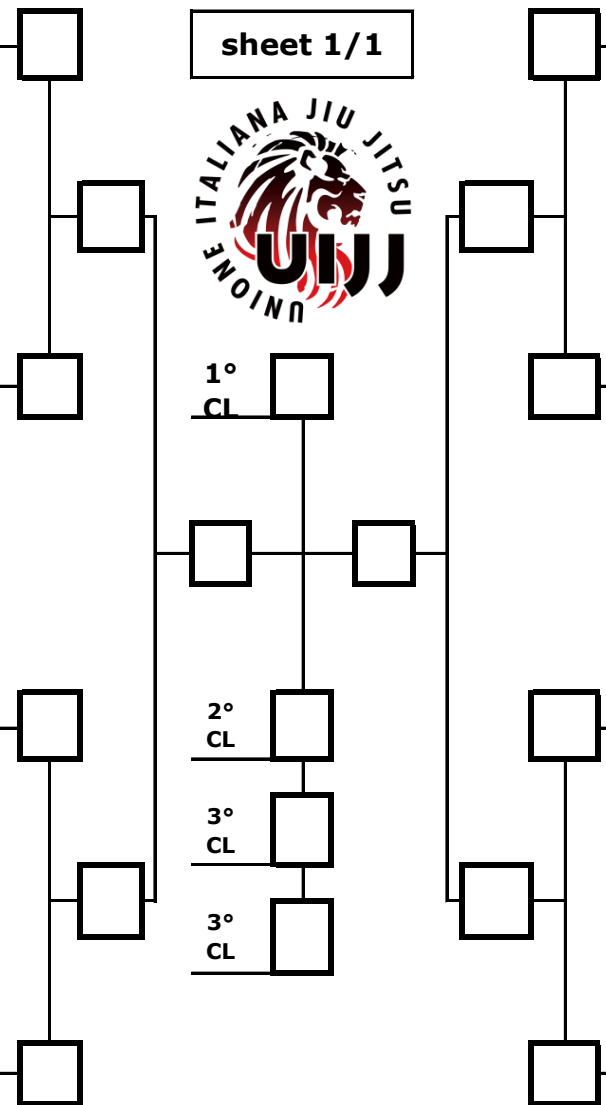 sheet 1/1
UNIONE ITALIANA JIU JITSU
UIJJ
1°
CL
2°
CL
3°
CL
3°
CL